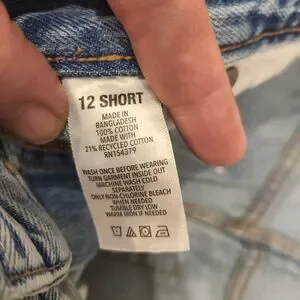 12 SHORT
MADE IN
BANGLADESH
100% COTTON
MADE WITH
21% RECYCLED COTTON
RN154379
WASH ONCE BEFORE WEARING
TURN GARMENT INSIDE OUT
MACHINE WASH COLD
SEPARATELY
ONLY NON-CHLORINE BLEACH
WHEN NEEDED
TUMBLE DRY LOW
WARM IRON IF NEEDED